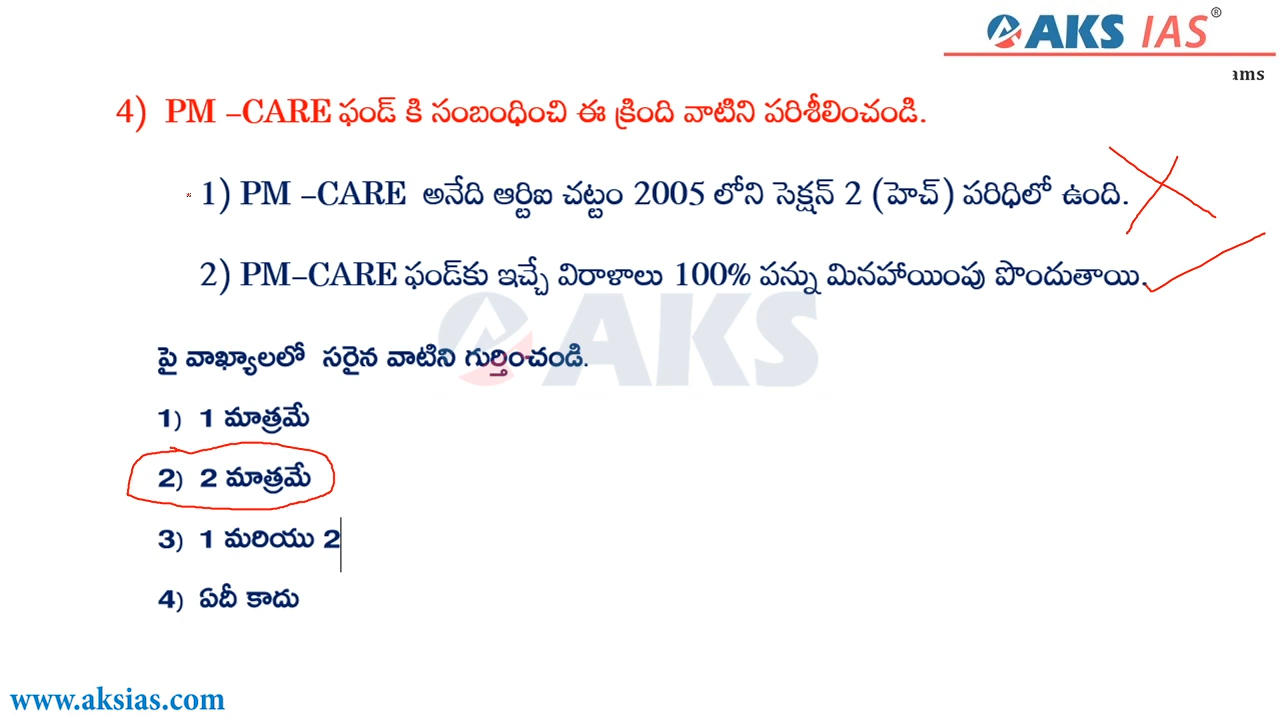 AKS IAS®
ams
4) PM –CARE ఫండ్ కి సంబంధించి ఈ క్రింది వాటిని పరిశీలించండి.
1) PM –CARE అనేది ఆర్టిఐ చట్టం 2005 లోని సెక్షన్ 2 (హెచ్) పరిధిలో ఉంది.
2) PM–CARE ఫండ్‌కు ఇచ్చే విరాళాలు 100% పన్ను మినహాయింపు పొందుతాయి.
AKS
పై వాఖ్యాలలో సరైన వాటిని గుర్తించండి.
1) 1 మాత్రమే
2) 2 మాత్రమే
3) 1 మరియు 2
4) ఏదీ కాదు
www.aksias.com